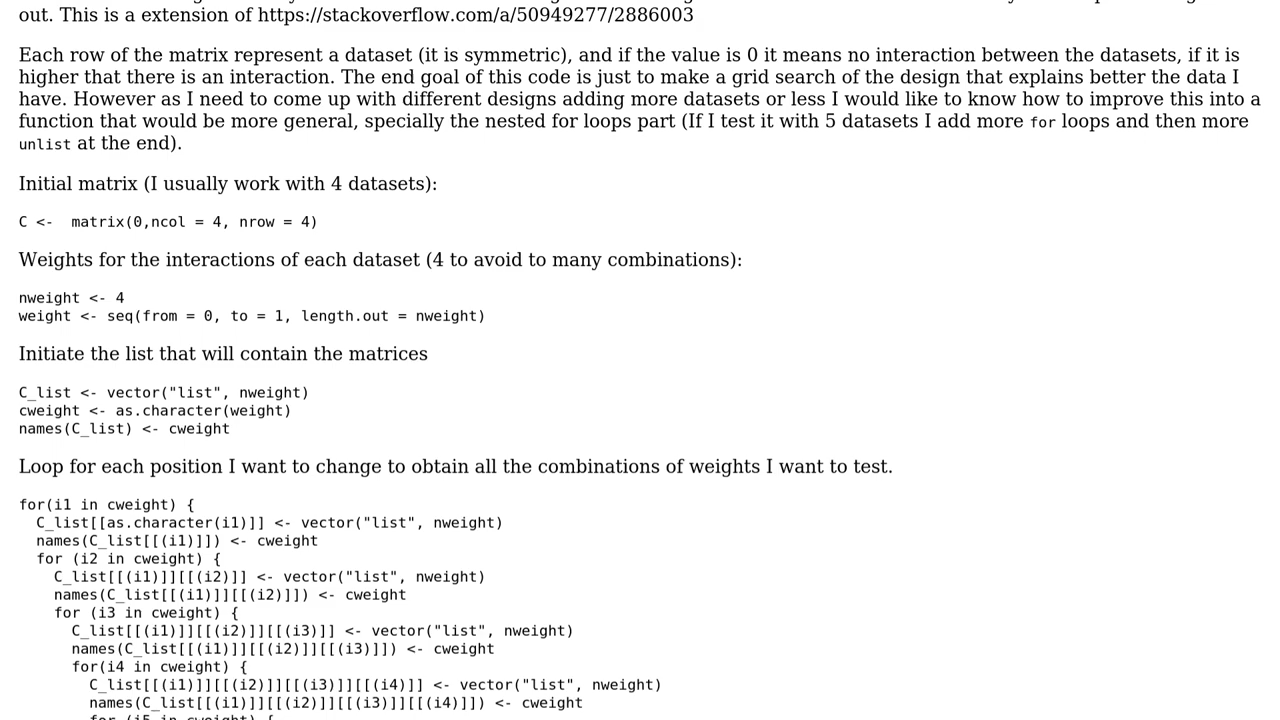 out. This is a extension of https://stackoverflow.com/a/50949277/2886003
Each row of the matrix represent a dataset (it is symmetric), and if the value is 0 it means no interaction between the datasets, if it is
higher that there is an interaction. The end goal of this code is just to make a grid search of the design that explains better the data I
have. However as I need to come up with different designs adding more datasets or less I would like to know how to improve this into a
function that would be more general, specially the nested for loops part (If I test it with 5 datasets I add more for loops and then more
unlist at the end).
Initial matrix (I usually work with 4 datasets):
C <-  matrix(0,ncol = 4, nrow = 4)
Weights for the interactions of each dataset (4 to avoid to many combinations):
nweight <- 4
weight <- seq(from = 0, to = 1, length.out = nweight)
Initiate the list that will contain the matrices
C_list <- vector("list", nweight)
cweight <- as.character(weight)
names(C_list) <- cweight
Loop for each position I want to change to obtain all the combinations of weights I want to test.
for(i1 in cweight) {
  C_list[[as.character(i1)]] <- vector("list", nweight)
  names(C_list[[(i1)]]) <- cweight
  for (i2 in cweight) {
    C_list[[(i1)]][[(i2)]] <- vector("list", nweight)
    names(C_list[[(i1)]][[(i2)]]) <- cweight
    for (i3 in cweight) {
      C_list[[(i1)]][[(i2)]][[(i3)]] <- vector("list", nweight)
      names(C_list[[(i1)]][[(i2)]][[(i3)]]) <- cweight
      for(i4 in cweight) {
        C_list[[(i1)]][[(i2)]][[(i3)]][[(i4)]] <- vector("list", nweight)
        names(C_list[[(i1)]][[(i2)]][[(i3)]][[(i4)]]) <- cweight
        for (i5 in cweight) {